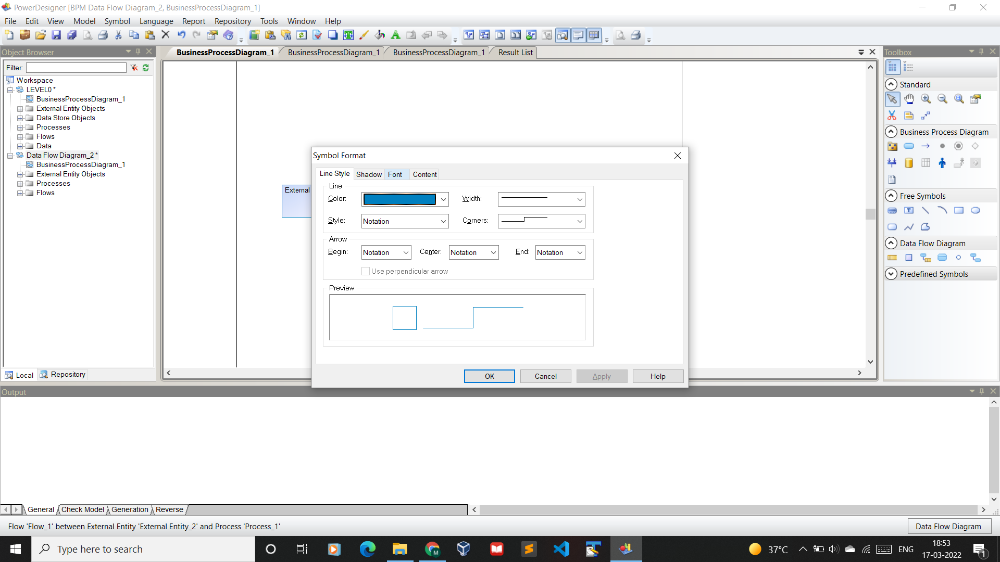 PowerDesigner [BPM Data Flow Diagram_2, BusinessProcessDiagram_1]
File Edit View Model Symbol Language Report Repository Tools Window Help
Object Browser
Filter:
Workspace
LEVEL0 *
BusinessProcessDiagram_1
External Entity Objects
Data Store Objects
Processes
Flows
Data
Data Flow Diagram_2 *
BusinessProcessDiagram_1
External Entity Objects
Processes
Flows
Local Repository
BusinessProcessDiagram_1 BusinessProcessDiagram_1 BusinessProcessDiagram_1 Result List
External
Symbol Format
Line Style Shadow Font Content
Line
Color: Width:
Style: Notation Corners:
Arrow
Begin: Notation Center: Notation End: Notation
Use perpendicular arrow
Preview
OK Cancel Apply Help
Toolbox
Standard
Business Process Diagram
Free Symbols
Data Flow Diagram
Predefined Symbols
Output
General Check Model Generation Reverse
Flow 'Flow_1' between External Entity 'External Entity_2' and Process 'Process_1'
Data Flow Diagram
Type here to search
M
37°C
ENG
18:53
17-03-2022
1